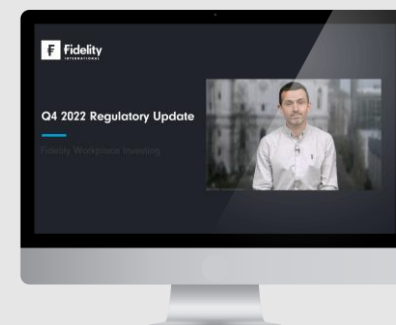 Fidelity
INTERNATIONAL
Q4 2022 Regulatory Update
Fidelity Workplace Investing